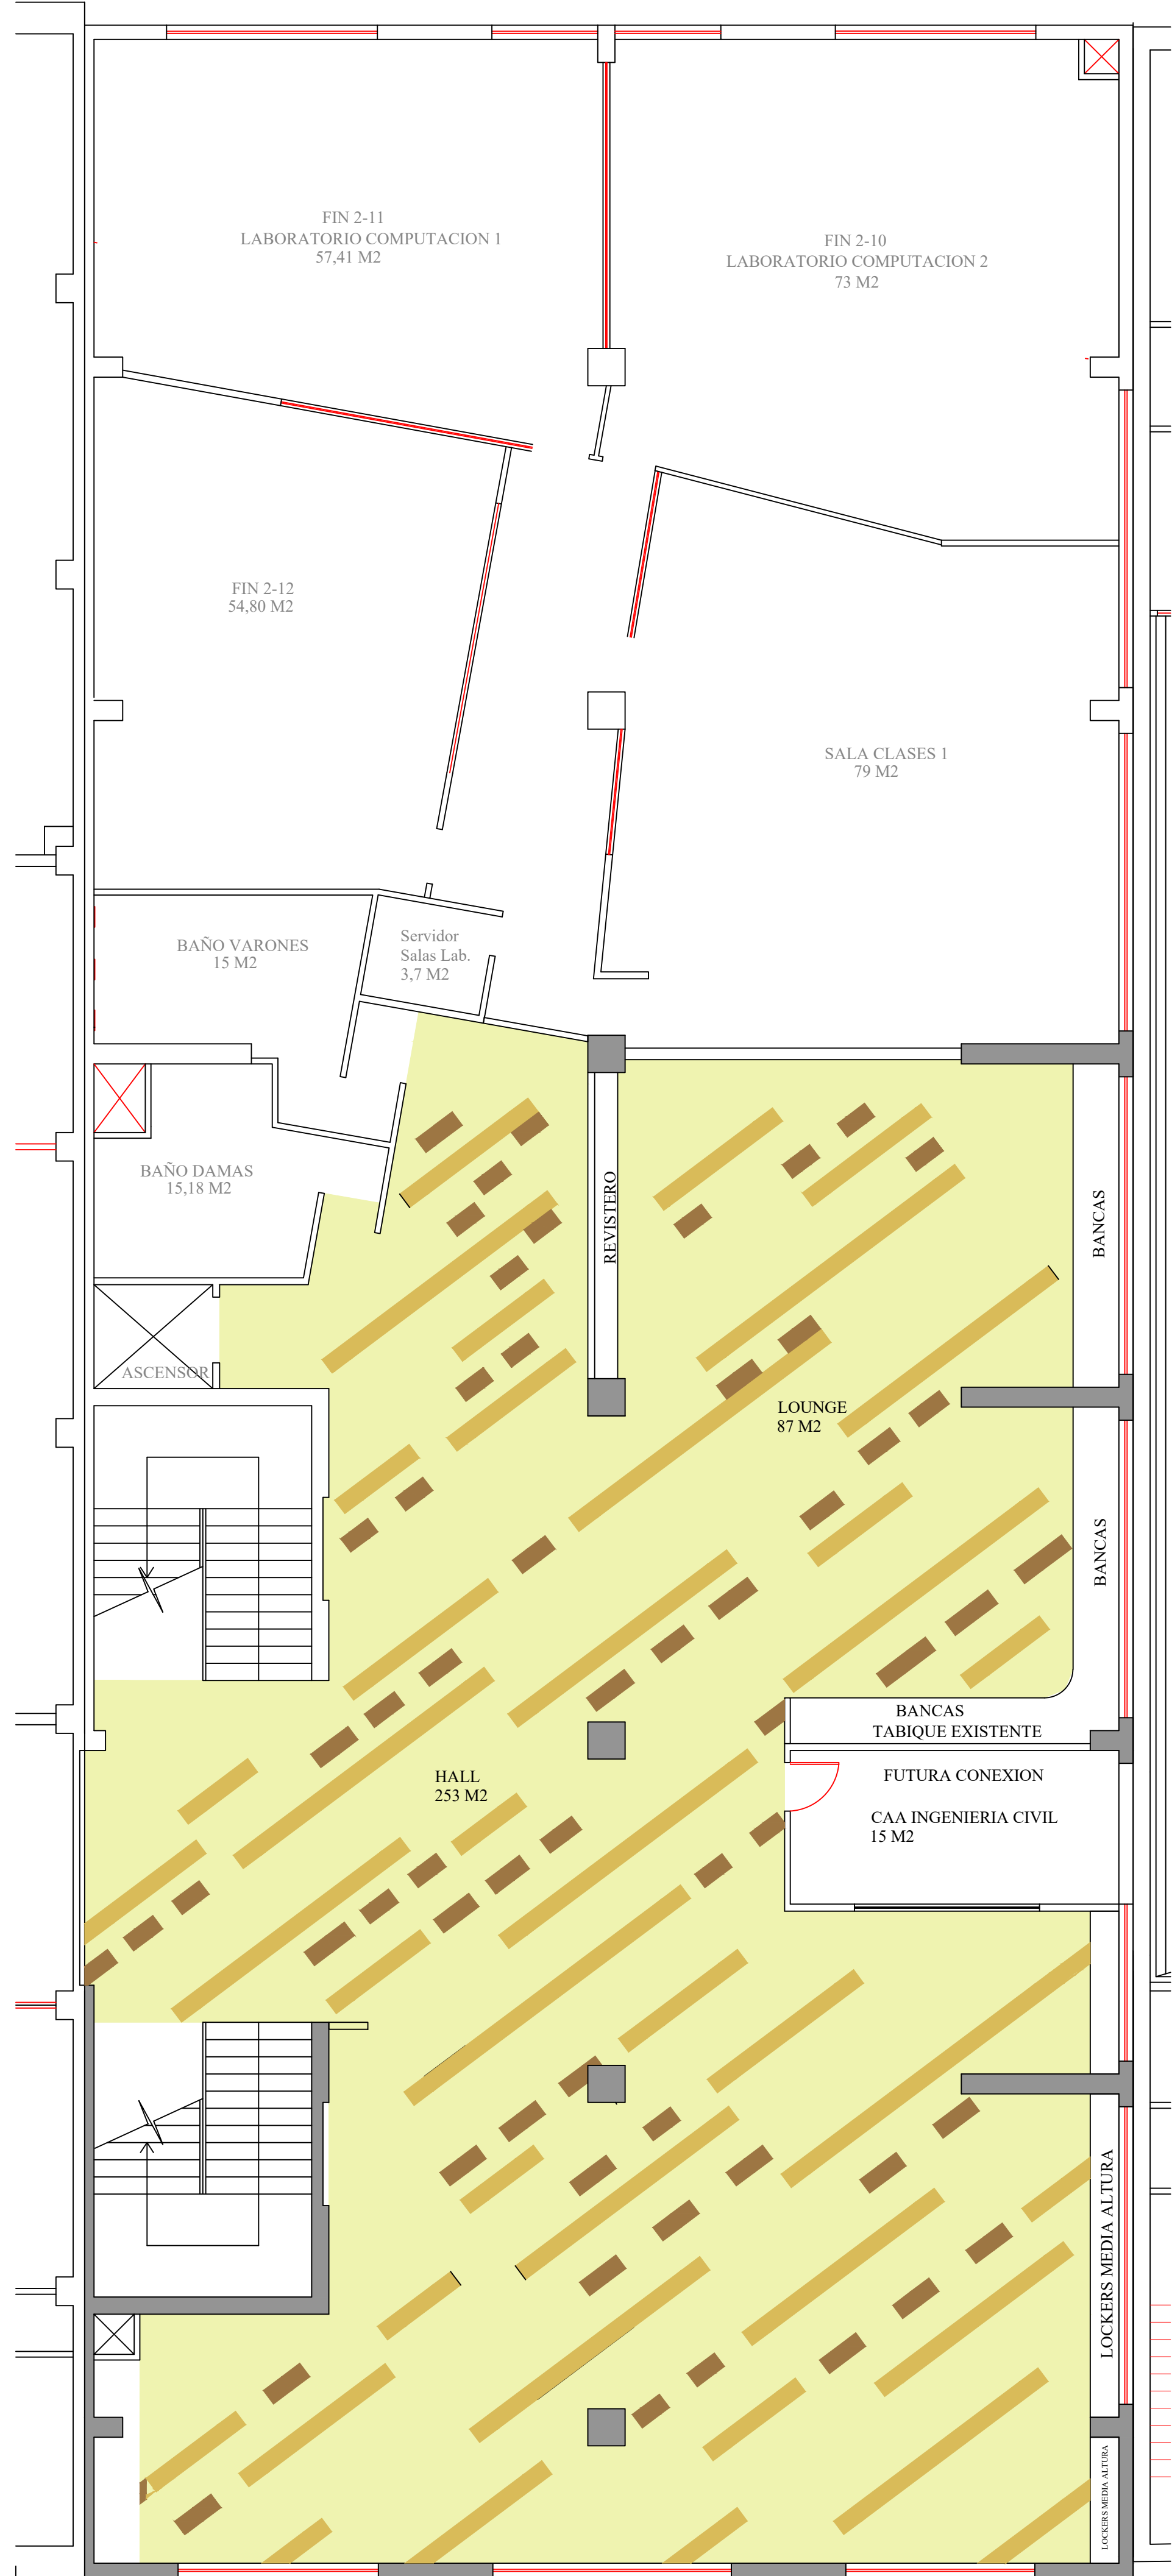 FIN 2-11
LABORATORIO COMPUTACION 1
57,41 M2
FIN 2-10
LABORATORIO COMPUTACION 2
73 M2
FIN 2-12
54,80 M2
SALA CLASES 1
79 M2
BAÑO VARONES
15 M2
Servidor
Salas Lab.
3,7 M2
BAÑO DAMAS
15,18 M2
REVISTERO
BANCAS
ASCENSOR
LOUNGE
87 M2
BANCAS
BANCAS
TABIQUE EXISTENTE
HALL
253 M2
FUTURA CONEXION
CAA INGENIERIA CIVIL
15 M2
LOCKERS MEDIA ALTURA
LOCKERS MEDIA ALTURA